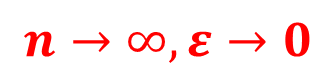 n → ∞, ε → 0